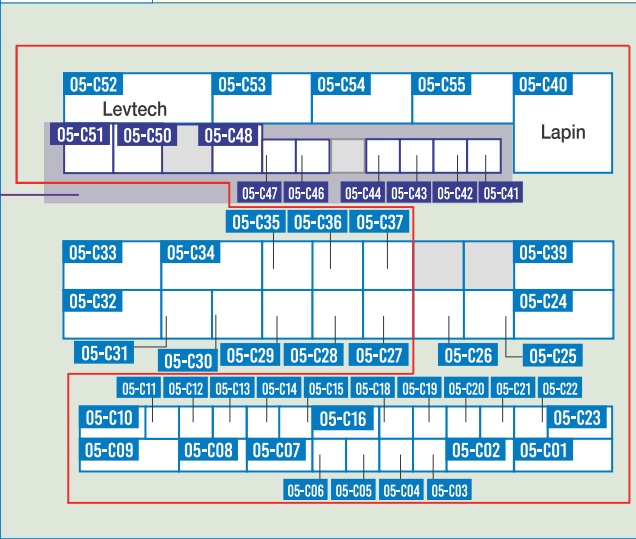 05-C52 05-C53 05-C54 05-C55 05-C40
Levtech
Lapin
05-C51 05-C50 05-C48
05-C47 05-C46 05-C44 05-C43 05-C42 05-C41
05-C35 05-C36 05-C37
05-C33 05-C34 05-C39
05-C32 05-C24
05-C31 05-C30 05-C29 05-C28 05-C27 05-C26 05-C25
05-C11 05-C12 05-C13 05-C14 05-C15 05-C18 05-C19 05-C20 05-C21 05-C22
05-C10 05-C16 05-C23
05-C09 05-C08 05-C07 05-C02 05-C01
05-C06 05-C05 05-C04 05-C03